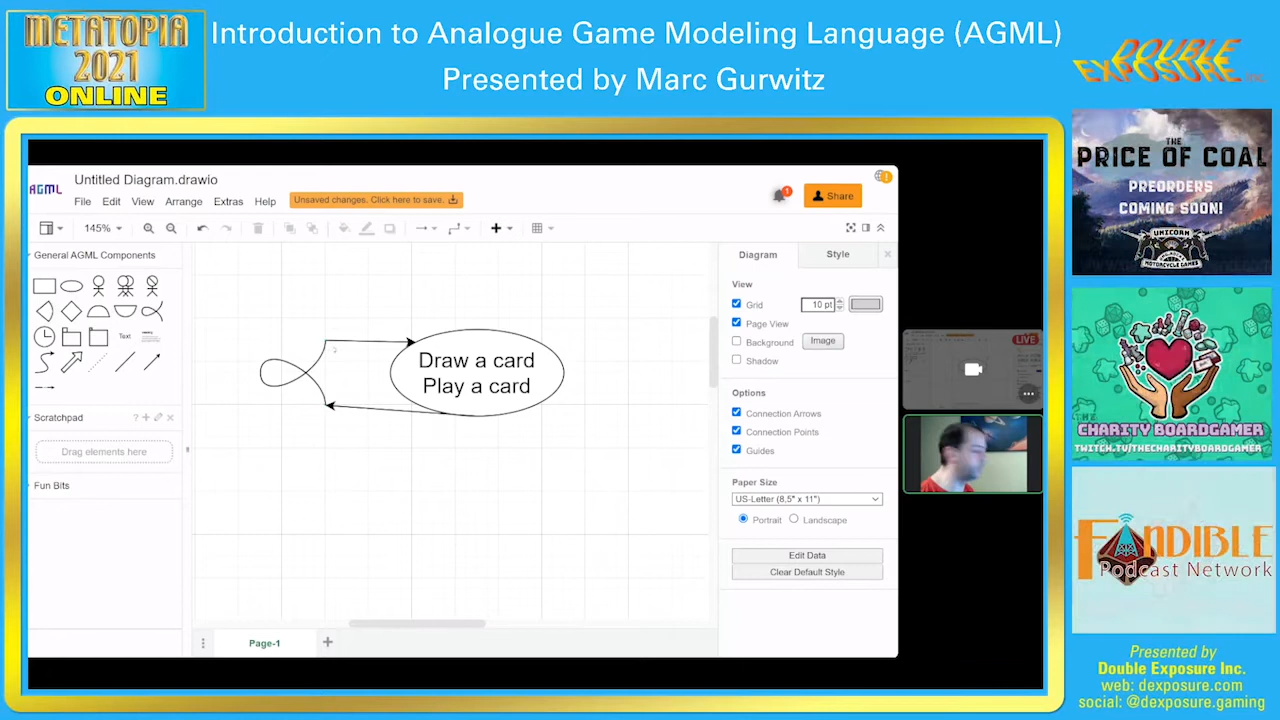 METATOPIA
2021
ONLINE
Introduction to Analogue Game Modeling Language (AGML)
Presented by Marc Gurwitz
DOUBLE
EXPOSURE
THE
PRICE OF COAL
PREORDERS
COMING SOON!
UNICORN
MOTORCYCLE GAMES
THE
CHARITY BOARDGAMER
TWITCH.TV/THECHARITYBOARDGAMER
FANDIBLE
Podcast Network
Presented by
Double Exposure Inc.
web: dexposure.com
social: @dexposure.gaming
AGML
Untitled Diagram.drawio
File Edit View Arrange Extras Help
Unsaved changes. Click here to save.
1
Share
145%
General AGML Components
Text
Scratchpad
Drag elements here
Fun Bits
Draw a card
Play a card
Page-1
Diagram
Style
View
Grid
10 pt
Page View
Background
Image
Shadow
Options
Connection Arrows
Connection Points
Guides
Paper Size
US-Letter (8,5" x 11")
Portrait
Landscape
Edit Data
Clear Default Style
LIVE